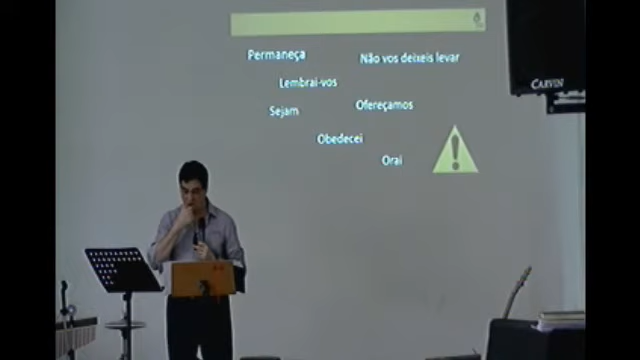 Permaneça
Não vos deixeis levar
Lembrai-vos
Sejam
Ofereçamos
Obedecei
Orai
!
CARVIN